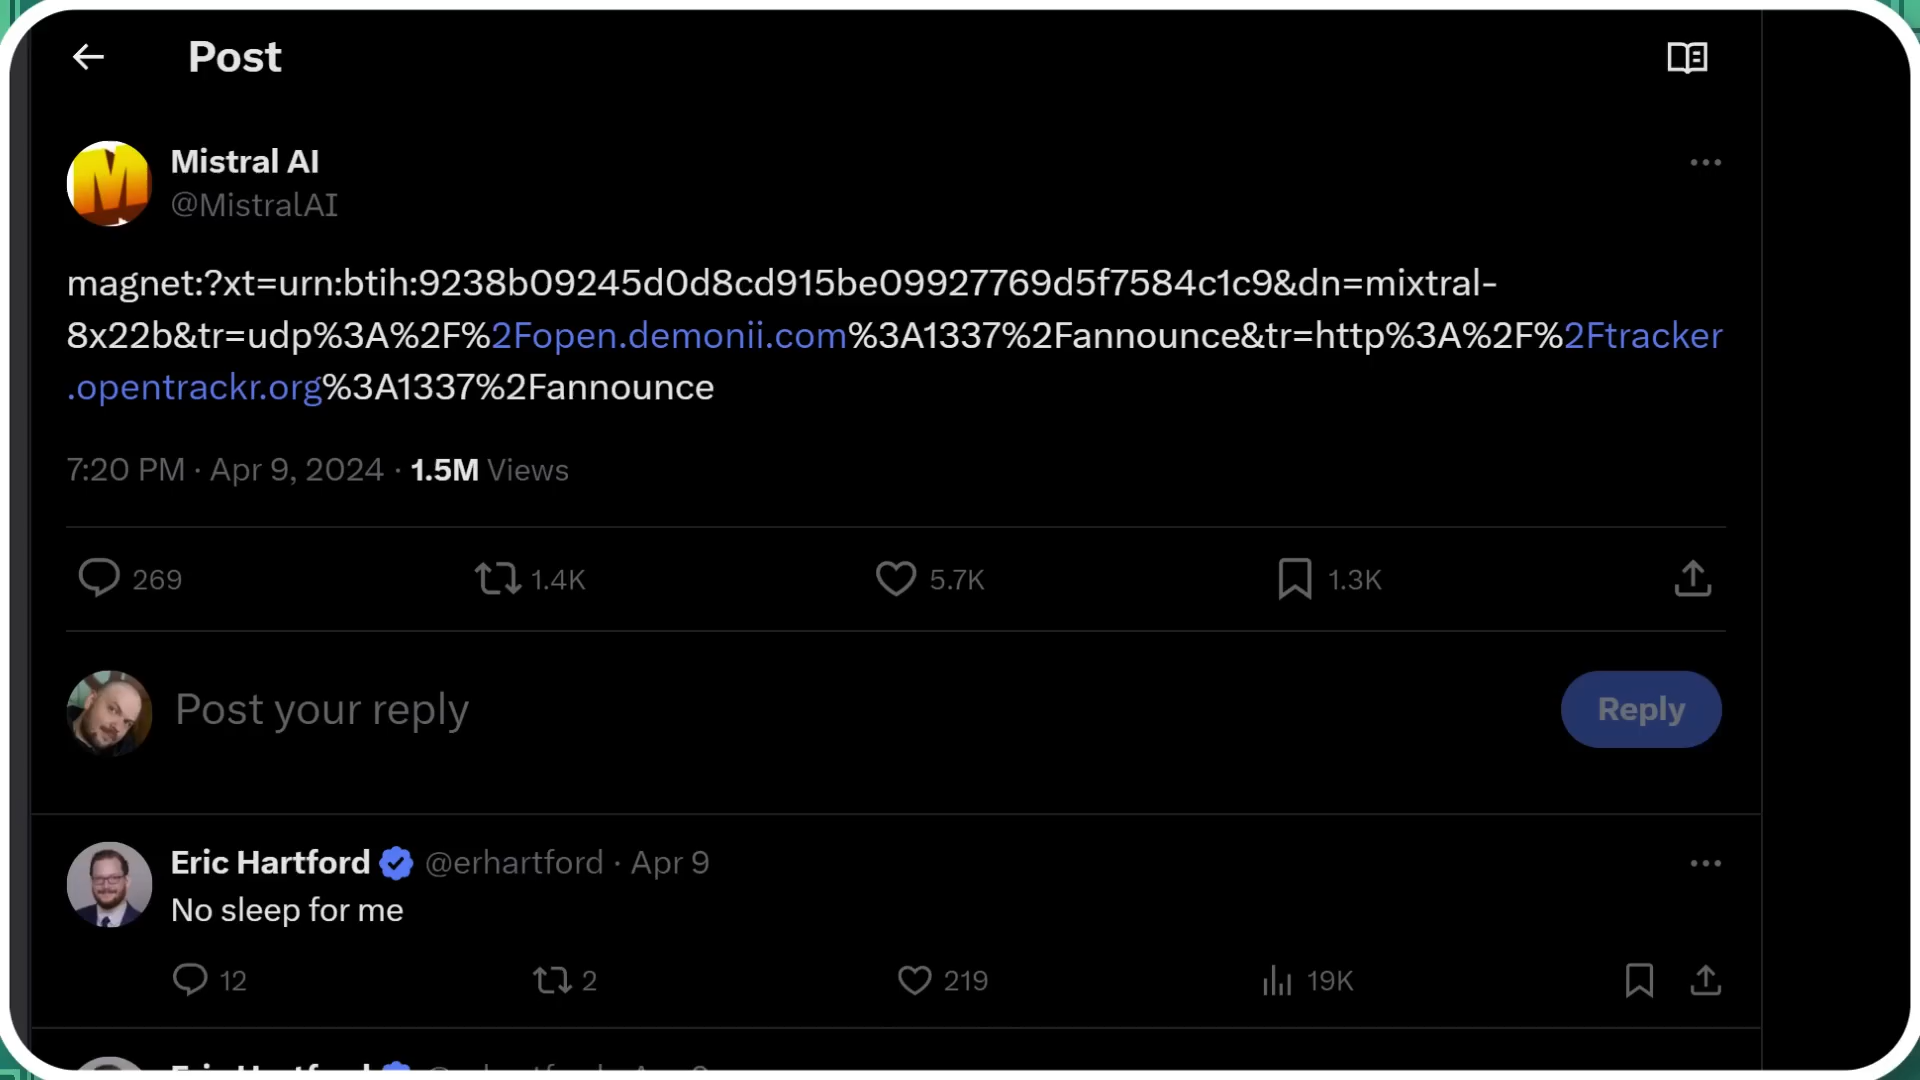 Post
Mistral AI
@MistralAI
magnet:?xt=urn:btih:9238b09245d0d8cd915be09927769d5f7584c1c9&dn=mixtral-
8x22b&tr=udp%3A%2F%2Fopen.demonii.com%3A1337%2Fannounce&tr=http%3A%2F%2Ftracker
.opentrackr.org%3A1337%2Fannounce
7:20 PM · Apr 9, 2024 · 1.5M Views
269 1.4K 5.7K 1.3K
Post your reply
Reply
Eric Hartford @erhartford · Apr 9
No sleep for me
12 2 219 19K